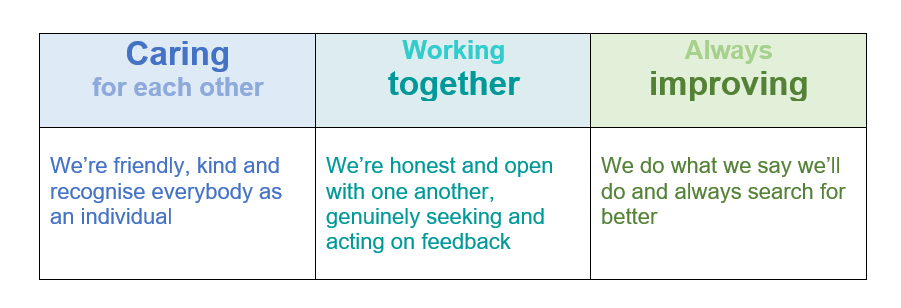 Caring
for each other
Working
together
Always
improving
We’re friendly, kind and
recognise everybody as
an individual
We’re honest and open
with one another,
genuinely seeking and
acting on feedback
We do what we say we’ll
do and always search for
better